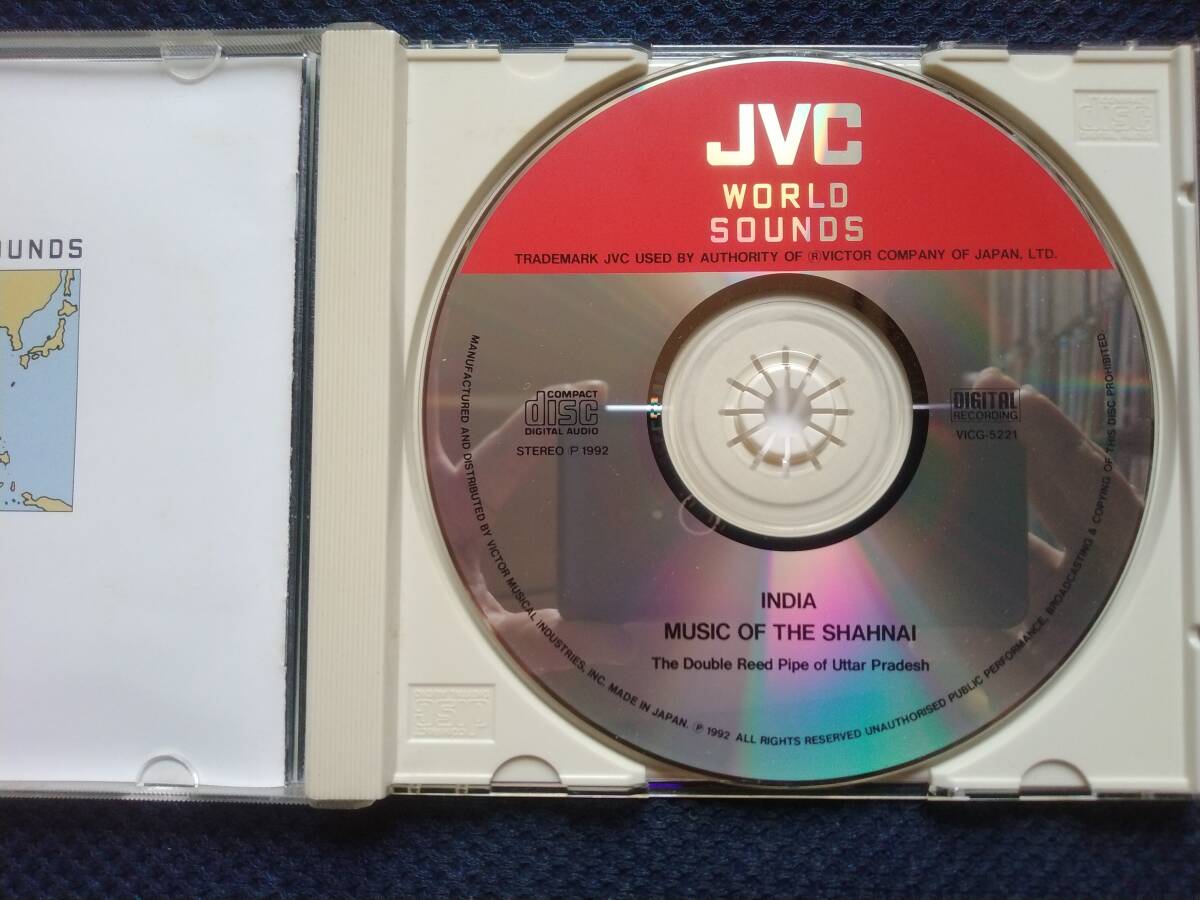 OUNDS
JVC
WORLD
SOUNDS
TRADEMARK JVC USED BY AUTHORITY OF ®VICTOR COMPANY OF JAPAN, LTD.
COMPACT
disc
DIGITAL AUDIO
STEREO Ⓟ 1992
DIGITAL
RECORDING
VICG-5221
INDIA
MUSIC OF THE SHAHNAI
The Double Reed Pipe of Uttar Pradesh
MANUFACTURED AND DISTRIBUTED BY VICTOR MUSICAL INDUSTRIES, INC. MADE IN JAPAN. Ⓟ 1992 ALL RIGHTS RESERVED UNAUTHORISED PUBLIC PERFORMANCE, BROADCASTING & COPYING OF THIS DISC PROHIBITED.